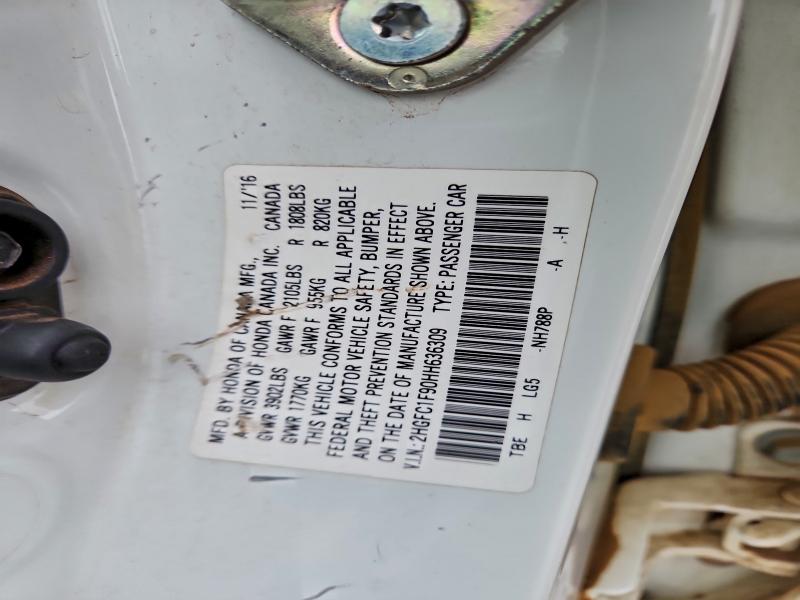 MFD. BY HONDA OF CANADA MFG., 11/'16
A DIVISION OF HONDA CANADA INC. CANADA
GVWR 3902LBS GAWR F 2105LBS R 1808LBS
GVWR 1770KG GAWR F 955KG R 820KG
THIS VEHICLE CONFORMS TO ALL APPLICABLE
FEDERAL MOTOR VEHICLE SAFETY, BUMPER,
AND THEFT PREVENTION STANDARDS IN EFFECT
ON THE DATE OF MANUFACTURE SHOWN ABOVE.
V.I.N.: 2HGFC1F90HH636309 TYPE: PASSENGER CAR
TBE H LG5 -NH788P -A .-H